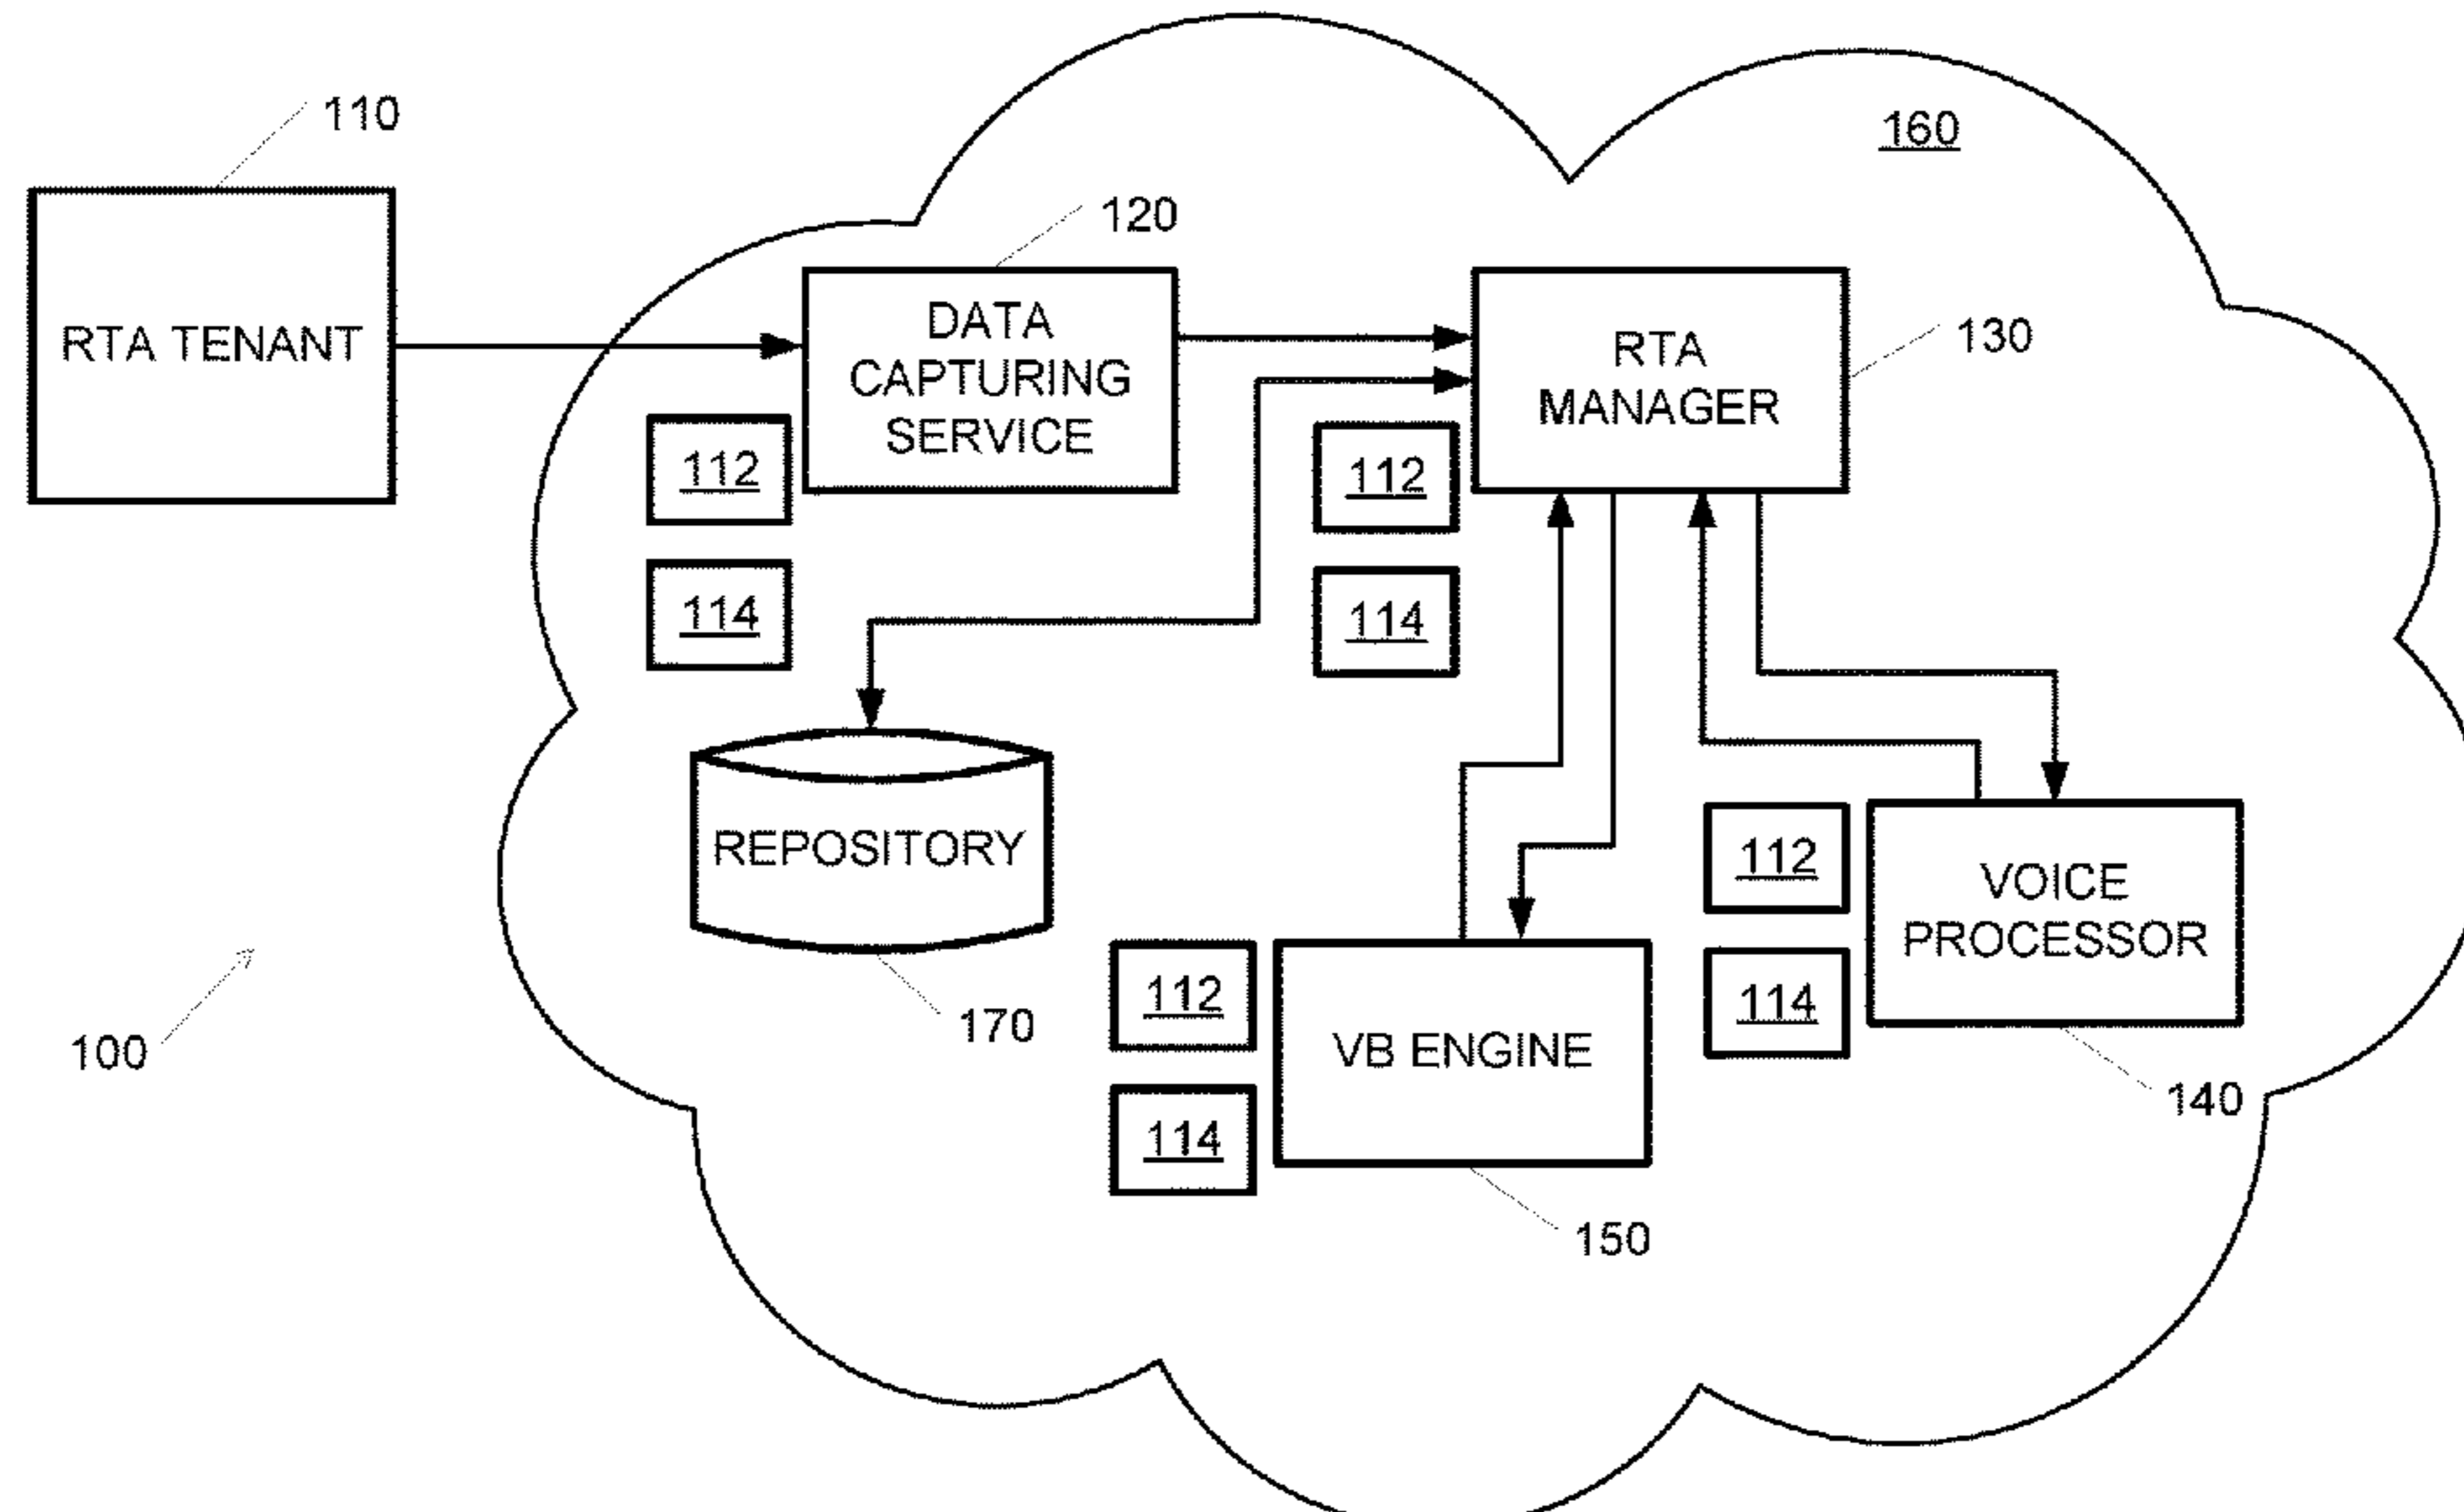 110
160
120
RTA TENANT
DATA
CAPTURING
SERVICE
RTA
MANAGER
130
112
114
112
114
REPOSITORY
170
112
114
VOICE
PROCESSOR
140
112
114
VB ENGINE
150
100